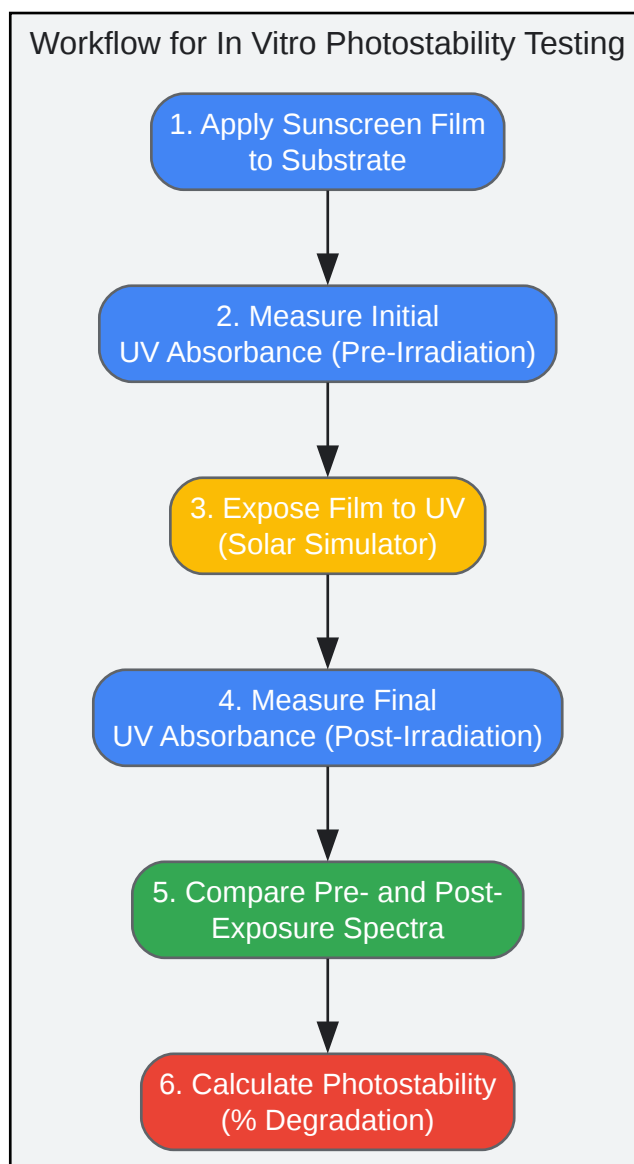 Workflow for In Vitro Photostability Testing
1. Apply Sunscreen Film
to Substrate
2. Measure Initial
UV Absorbance (Pre-Irradiation)
3. Expose Film to UV
(Solar Simulator)
4. Measure Final
UV Absorbance (Post-Irradiation)
5. Compare Pre- and Post-
Exposure Spectra
6. Calculate Photostability
(% Degradation)